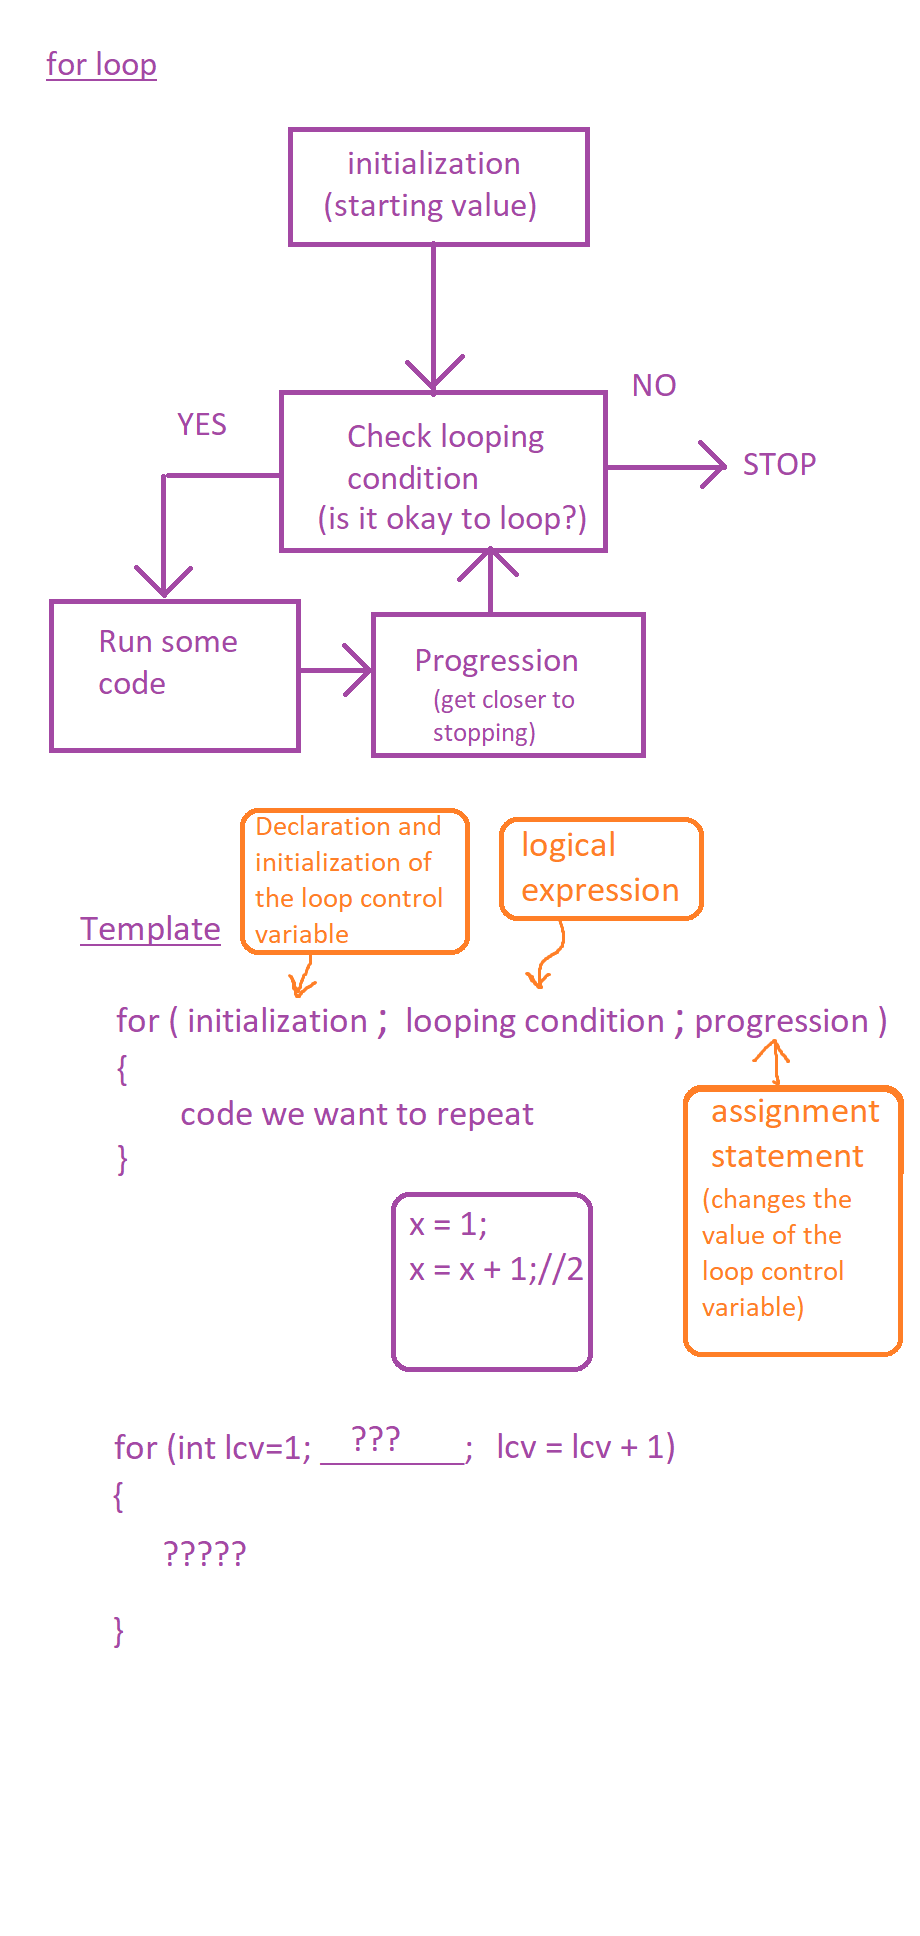 for loop
initialization
(starting value)
NO
YES
Check looping
condition
(is it okay to loop?)
STOP
Run some
code
Progression
(get closer to
stopping)
Declaration and
initialization of
the loop control
variable
logical
expression
Template
for ( initialization ; looping condition ; progression )
{
code we want to repeat
}
assignment
statement
(changes the
value of the
loop control
variable)
x = 1;
x = x + 1;//2
for (int lcv=1; ___???___; lcv = lcv + 1)
{
?????
}